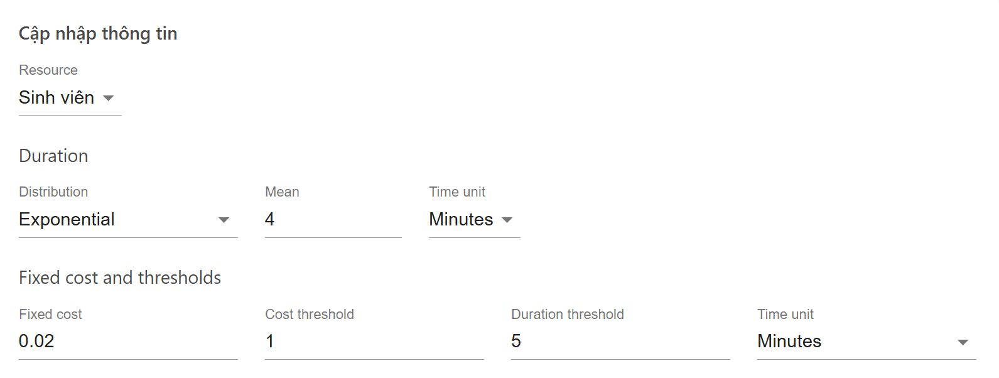 Cập nhập thông tin
Resource
Sinh viên
Duration
Distribution Mean Time unit
Exponential 4 Minutes
Fixed cost and thresholds
Fixed cost Cost threshold Duration threshold Time unit
0.02 1 5 Minutes